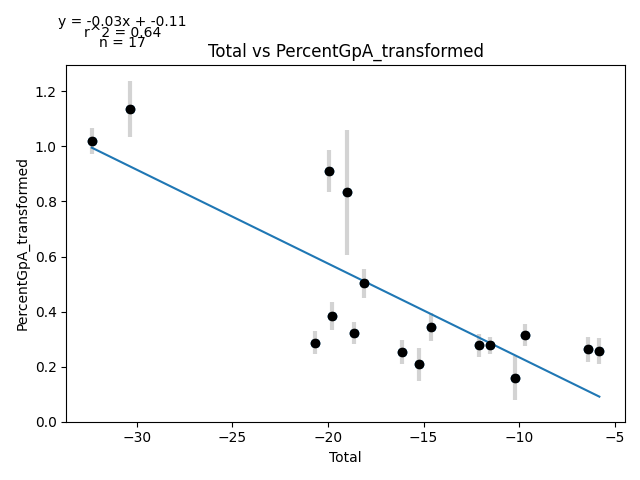 y = -0.03x + -0.11
r^2 = 0.64
n = 17
Total vs PercentGpA_transformed
PercentGpA_transformed
1.2
1.0
0.8
0.6
0.4
0.2
0.0
−30
−25
−20
−15
−10
−5
Total